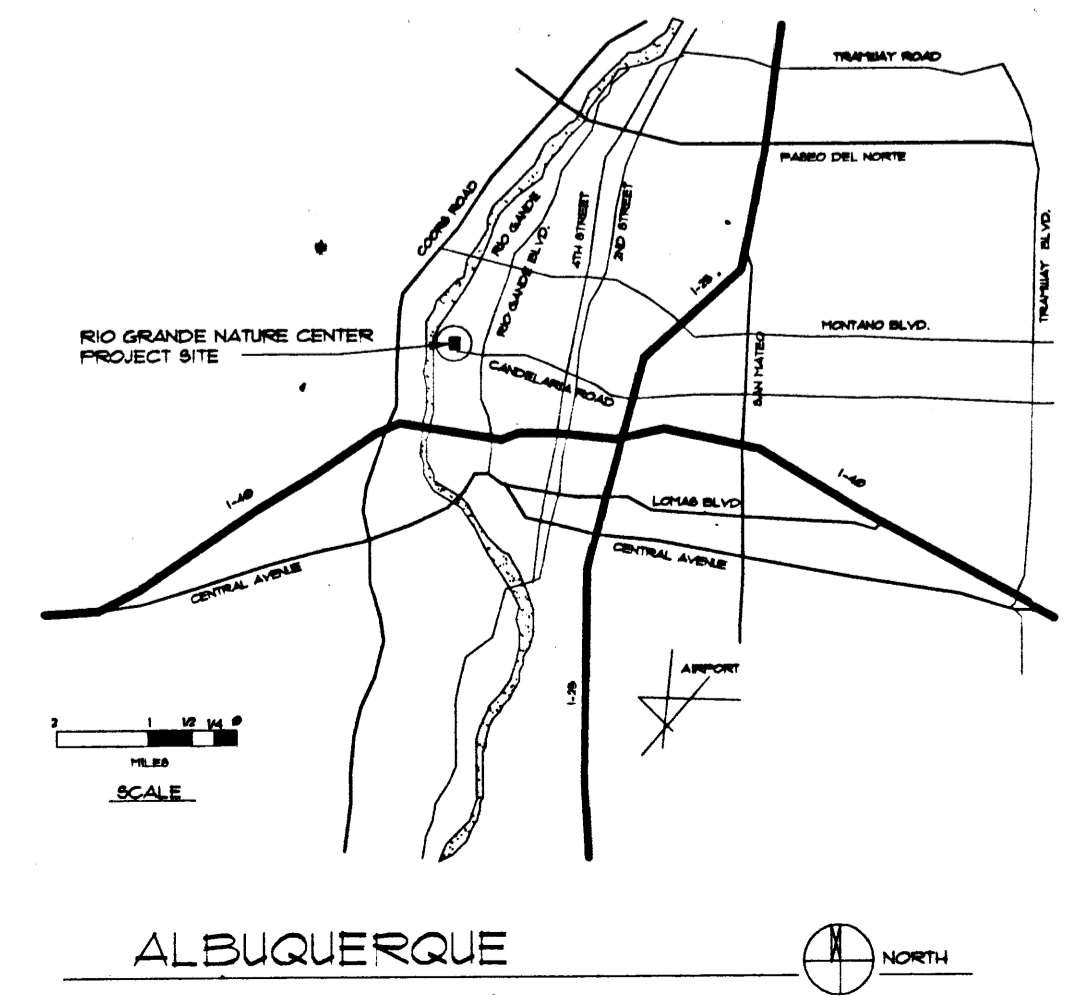 TRAMWAY ROAD
PASEO DEL NORTE
COORS ROAD
RIO GANDE
RIO GANDE BLVD.
4TH STREET
2ND STREET
TRAMWAY BLVD.
I-25
MONTANO BLVD.
RIO GRANDE NATURE CENTER
PROJECT SITE
CANDELARIA ROAD
SAN MATEO
I-40
I-40
LOMAS BLVD
CENTRAL AVENUE
CENTRAL AVENUE
AIRPORT
I-25
2 1 1/2 1/4 0
MILES
SCALE
ALBUQUERQUE
NORTH